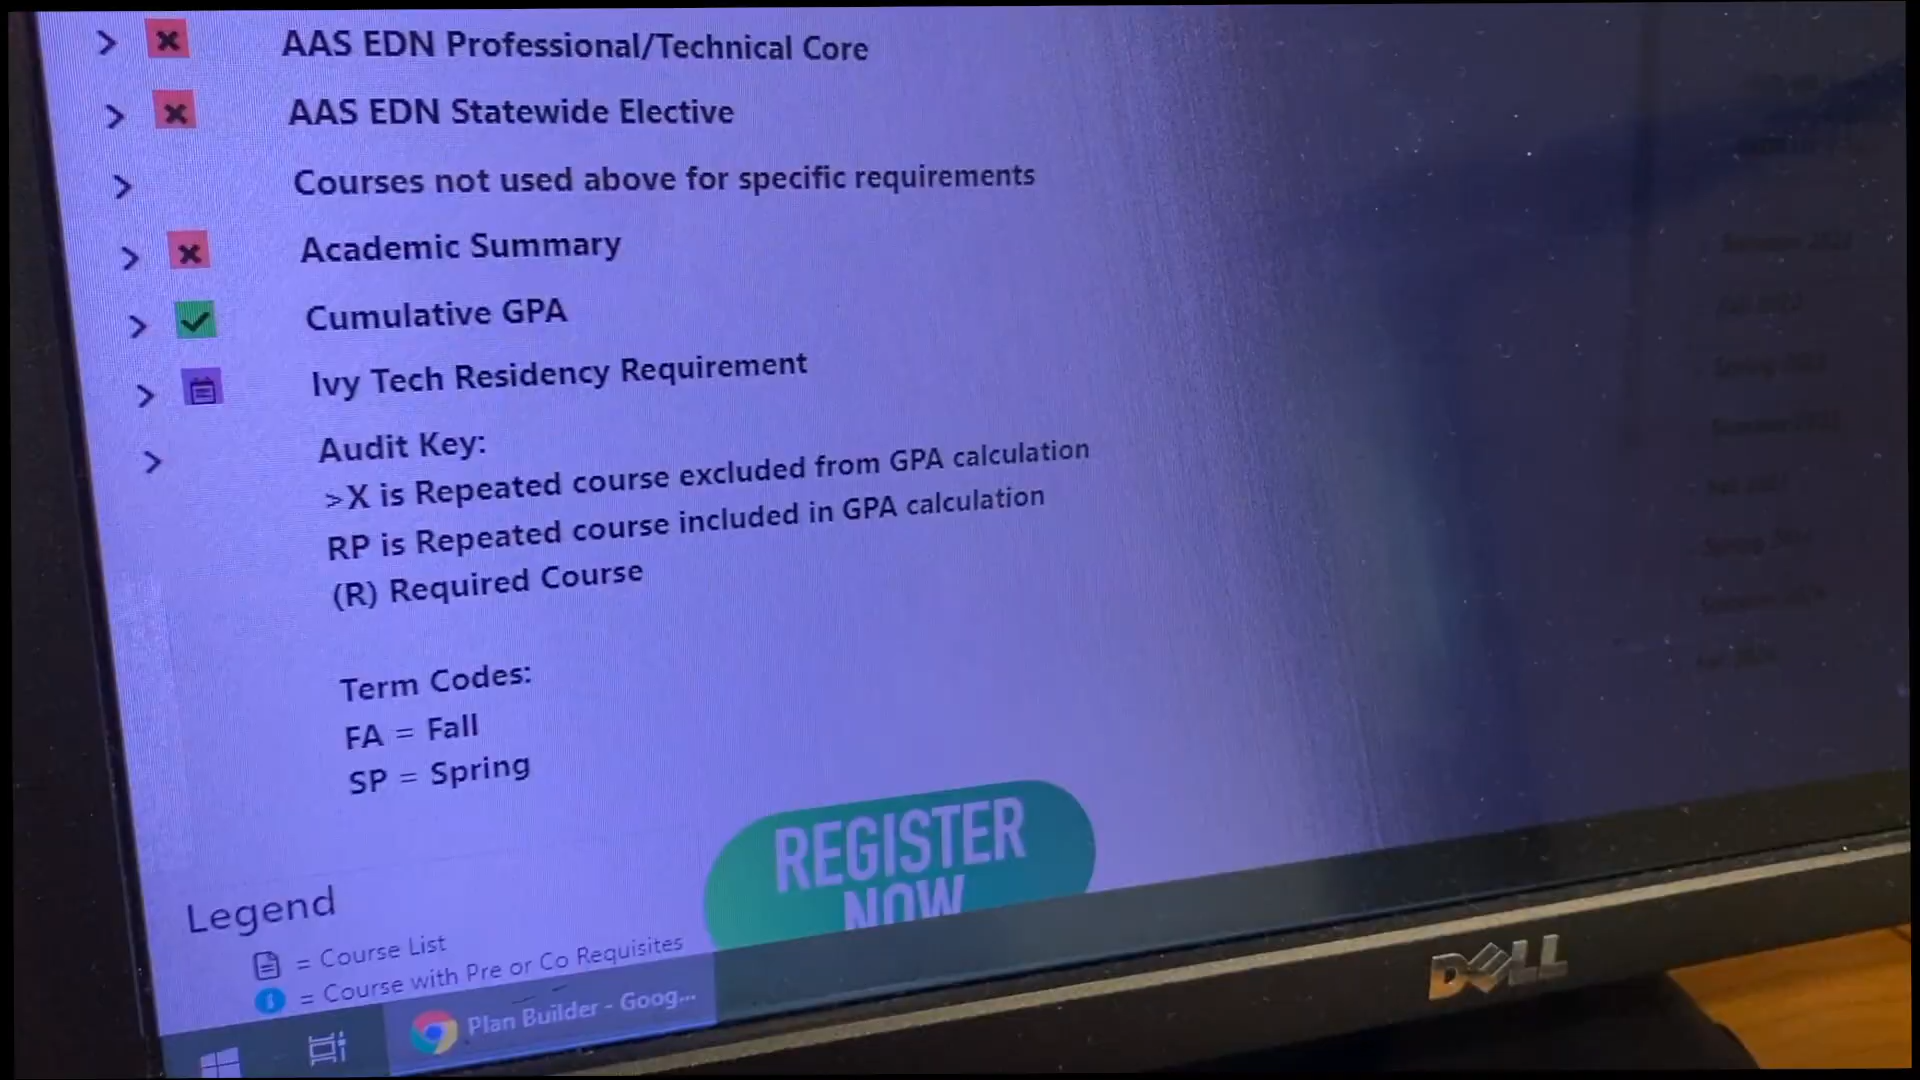 AAS EDN Professional/Technical Core
AAS EDN Statewide Elective
Courses not used above for specific requirements
Academic Summary
Cumulative GPA
Ivy Tech Residency Requirement
Audit Key:
>X is Repeated course excluded from GPA calculation
RP is Repeated course included in GPA calculation
(R) Required Course
Term Codes:
FA = Fall
SP = Spring
REGISTER
NOW
Legend
= Course List
= Course with Pre or Co Requisites
Plan Builder - Goog...
DELL